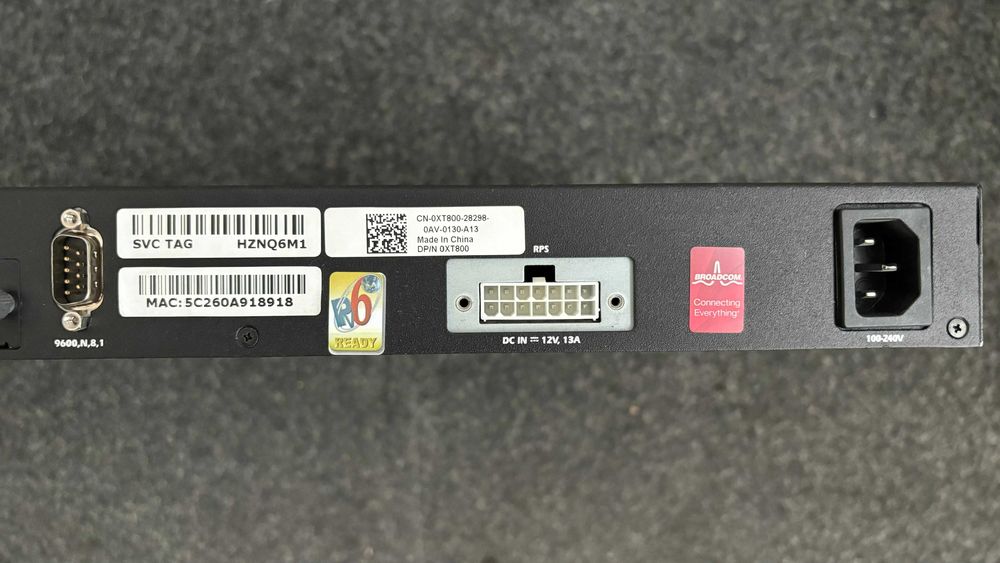 SVC TAG HZNQ6M1
MAC: 5C260A918918
9600,N,8,1
CN-0XT800-28298-
0AV-0130-A13
Made In China
DP/N 0XT800
IPv6
READY
RPS
DC IN ⎓ 12V, 13A
BROADCOM
Connecting
Everything®
100-240V